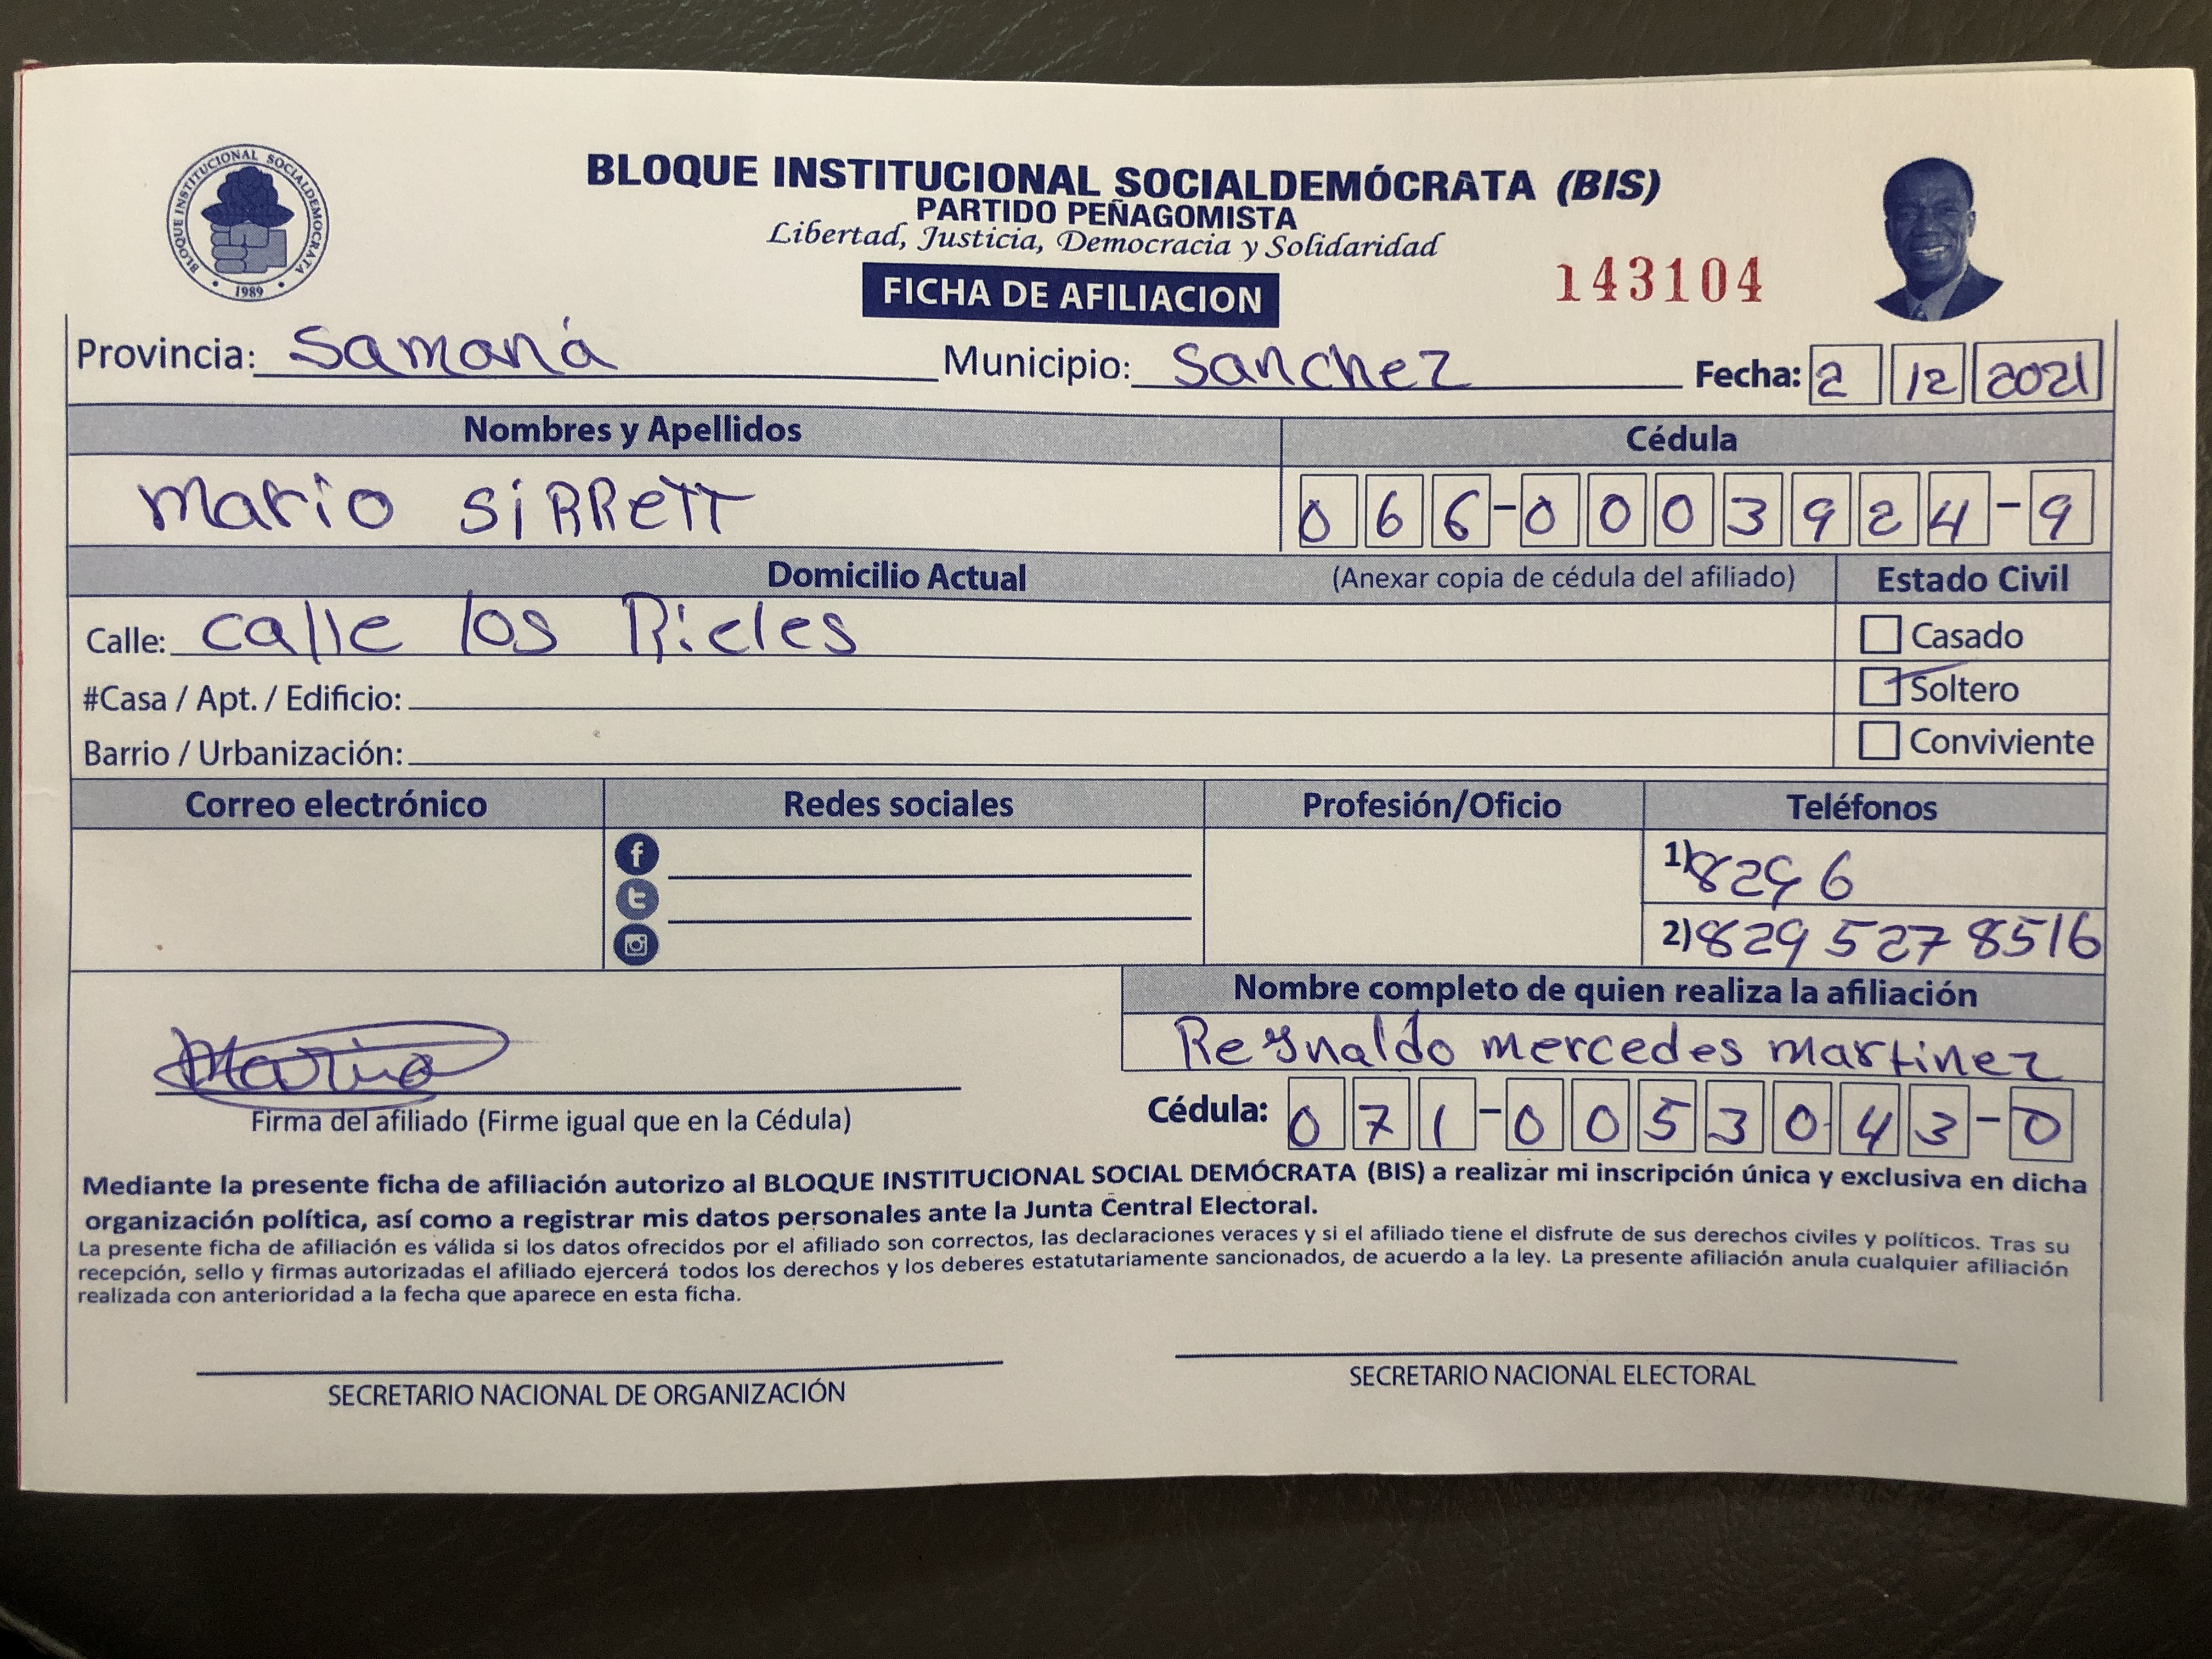 BLOQUE INSTITUCIONAL SOCIALDEMOCRATA
1989
BLOQUE INSTITUCIONAL SOCIALDEMÓCRATA (BIS)
PARTIDO PEÑAGOMISTA
Libertad, Justicia, Democracia y Solidaridad
FICHA DE AFILIACION
143104
Provincia: Samaná Municipio: Sanchez Fecha: 2 12 2021
Nombres y Apellidos Cédula
Mario SiRRett 066-0003924-9
Domicilio Actual (Anexar copia de cédula del afiliado) Estado Civil
Calle: calle los Rieles Casado
#Casa / Apt. / Edificio: Soltero
Barrio / Urbanización: Conviviente
Correo electrónico Redes sociales Profesión/Oficio Teléfonos
1) 829 6
2) 829 527 8516
Nombre completo de quien realiza la afiliación
Reynaldo mercedes martinez
Mario
Firma del afiliado (Firme igual que en la Cédula) Cédula: 071-0053043-0
Mediante la presente ficha de afiliación autorizo al BLOQUE INSTITUCIONAL SOCIAL DEMÓCRATA (BIS) a realizar mi inscripción única y exclusiva en dicha
organización política, así como a registrar mis datos personales ante la Junta Central Electoral.
La presente ficha de afiliación es válida si los datos ofrecidos por el afiliado son correctos, las declaraciones veraces y si el afiliado tiene el disfrute de sus derechos civiles y políticos. Tras su
recepción, sello y firmas autorizadas el afiliado ejercerá todos los derechos y los deberes estatutariamente sancionados, de acuerdo a la ley. La presente afiliación anula cualquier afiliación
realizada con anterioridad a la fecha que aparece en esta ficha.
SECRETARIO NACIONAL DE ORGANIZACIÓN SECRETARIO NACIONAL ELECTORAL